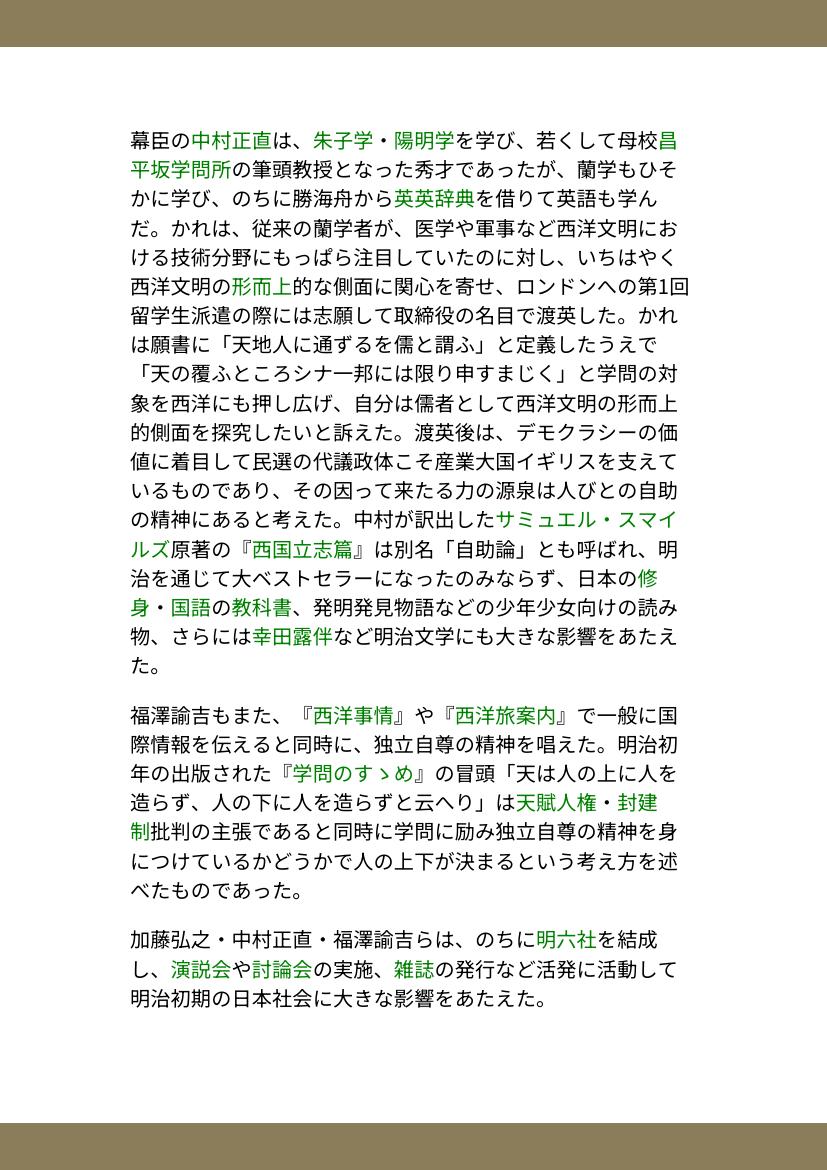 幕臣の中村正直は、朱子学・陽明学を学び、若くして母校昌
平坂学問所の筆頭教授となった秀才であったが、蘭学もひそ
かに学び、のちに勝海舟から英英辞典を借りて英語も学ん
だ。かれは、従来の蘭学者が、医学や軍事など西洋文明にお
ける技術分野にもっぱら注目していたのに対し、いちはやく
西洋文明の形而上的な側面に関心を寄せ、ロンドンへの第1回
留学生派遣の際には志願して取締役の名目で渡英した。かれ
は願書に「天地人に通ずるを儒と謂ふ」と定義したうえで
「天の覆ふところシナ一邦には限り申すまじく」と学問の対
象を西洋にも押し広げ、自分は儒者として西洋文明の形而上
的側面を探究したいと訴えた。渡英後は、デモクラシーの価
値に着目して民選の代議政体こそ産業大国イギリスを支えて
いるものであり、その因って来たる力の源泉は人びとの自助
の精神にあると考えた。中村が訳出したサミュエル・スマイ
ルズ原著の『西国立志篇』は別名「自助論」とも呼ばれ、明
治を通じて大ベストセラーになったのみならず、日本の修
身・国語の教科書、発明発見物語などの少年少女向けの読み
物、さらには幸田露伴など明治文学にも大きな影響をあたえ
た。
福澤諭吉もまた、『西洋事情』や『西洋旅案内』で一般に国
際情報を伝えると同時に、独立自尊の精神を唱えた。明治初
年の出版された『学問のすゝめ』の冒頭「天は人の上に人を
造らず、人の下に人を造らずと云へり」は天賦人権・封建
制批判の主張であると同時に学問に励み独立自尊の精神を身
につけているかどうかで人の上下が決まるという考え方を述
べたものであった。
加藤弘之・中村正直・福澤諭吉らは、のちに明六社を結成
し、演説会や討論会の実施、雑誌の発行など活発に活動して
明治初期の日本社会に大きな影響をあたえた。